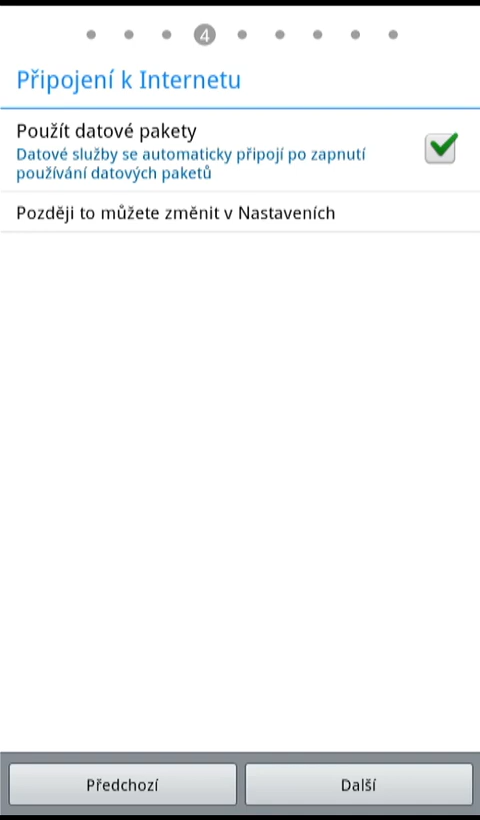 4
Připojení k Internetu
Použít datové pakety
Datové služby se automaticky připojí po zapnutí
používání datových paketů
Později to můžete změnit v Nastaveních
Předchozí
Další